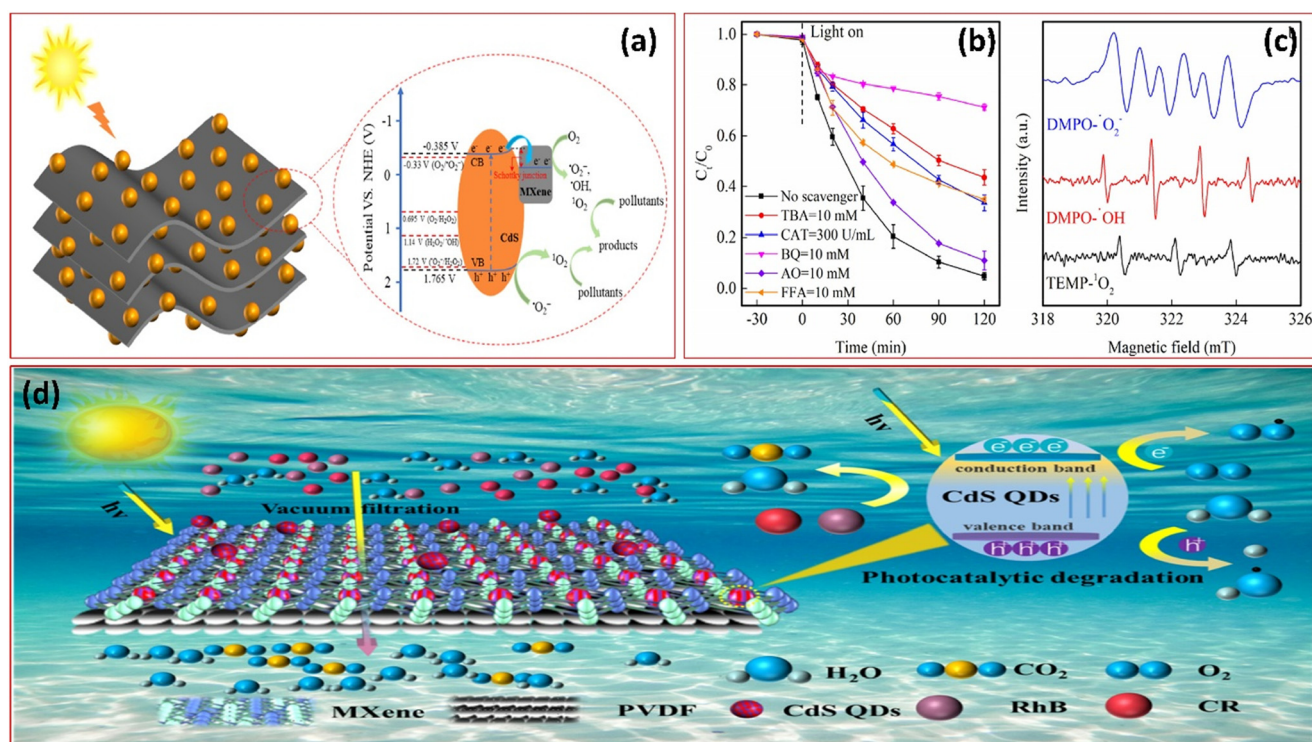 (a)
Potential VS. NHE (V)
-1
0
1
2
-0.385 V
-0.33 V (O₂/•O₂⁻)
0.695 V (O₂/H₂O₂)
1.14 V (H₂O₂/•OH)
1.72 V (•O₂⁻/H₂O₂)
1.765 V
e⁻ e⁻ e⁻
CB
Schottky junction
e⁻ e⁻
MXene
CdS
VB
h⁺ h⁺ h⁺
O₂
•O₂⁻,
•OH,
¹O₂
pollutants
products
¹O₂
pollutants
•O₂⁻
(b)
Light on
Cₜ/C₀
1.0
0.8
0.6
0.4
0.2
0.0
No scavenger
TBA=10 mM
CAT=300 U/mL
BQ=10 mM
AO=10 mM
FFA=10 mM
-30 0 30 60 90 120
Time (min)
(c)
Intensity (a.u.)
DMPO-•O₂⁻
DMPO-•OH
TEMP-¹O₂
318 320 322 324 326
Magnetic field (mT)
(d)
hv
Vacuum filtration
hv
e⁻ e⁻ e⁻
conduction band
CdS QDs
valence band
h⁺ h⁺ h⁺
e⁻
h⁺
Photocatalytic degradation
H₂O
CO₂
O₂
MXene
PVDF
CdS QDs
RhB
CR